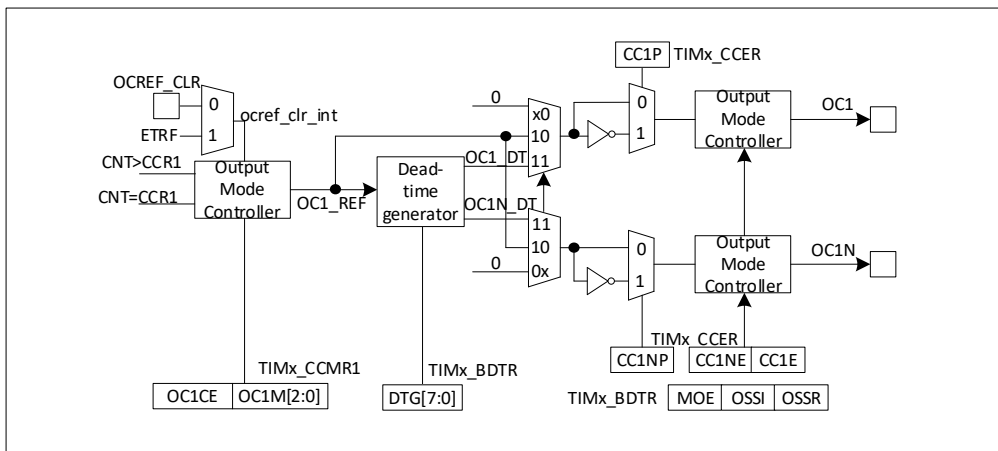 CC1P TIMx_CCER
OCREF_CLR
0
1
ocref_clr_int
ETRF
0
x0
10
11
0
1
Output
Mode
Controller
OC1
CNT>CCR1
CNT=CCR1
Output
Mode
Controller
OC1_REF
Dead-
time
generator
OC1_DT
OC1N_DT
11
10
0x
0
0
1
Output
Mode
Controller
OC1N
TIMx_CCER
CC1NP
CC1NE CC1E
TIMx_CCMR1
OC1CE OC1M[2:0]
TIMx_BDTR
DTG[7:0]
TIMx_BDTR MOE OSSI OSSR